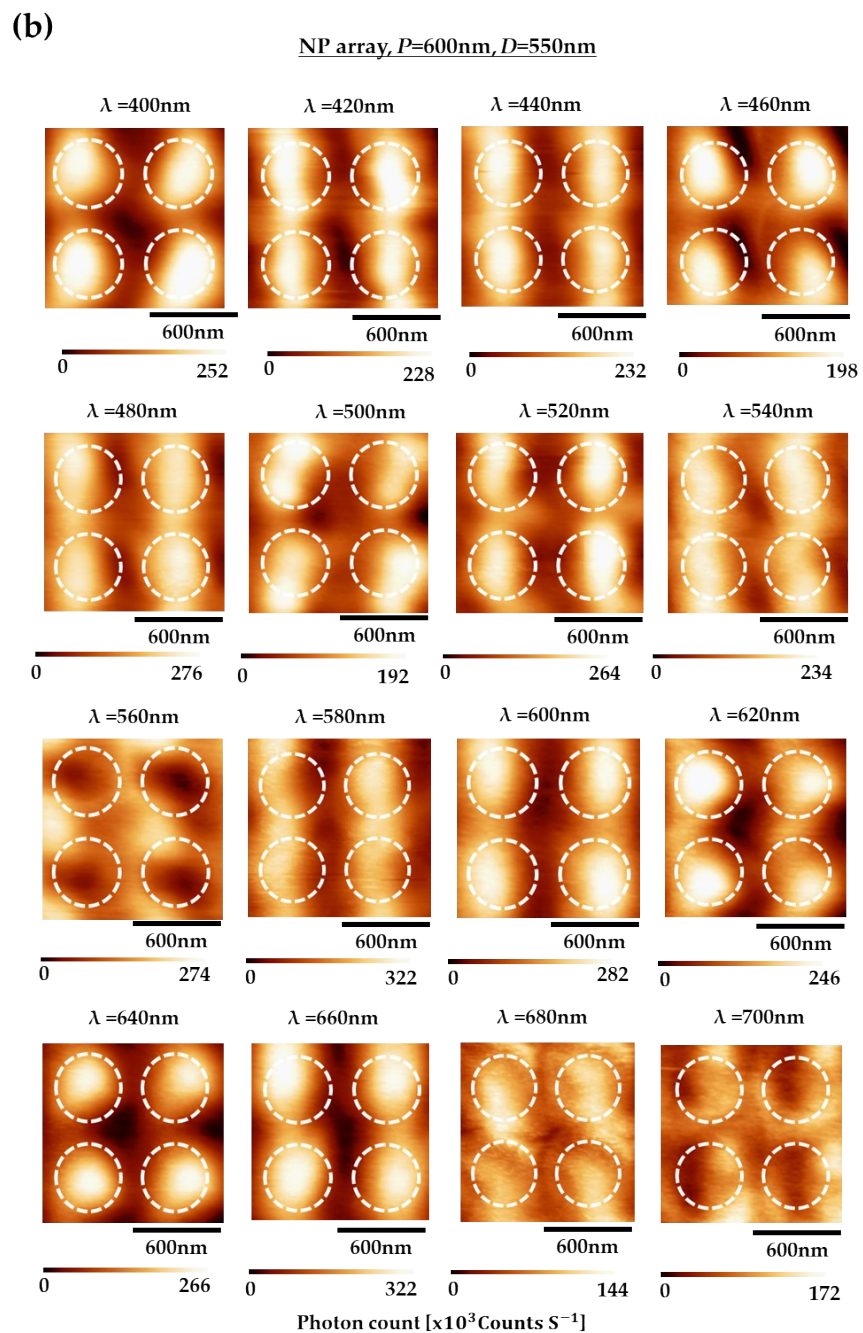 (b)
NP array, P=600nm, D=550nm
λ =400nm λ =420nm λ =440nm λ =460nm
600nm 600nm 600nm 600nm
0 252 0 228 0 232 0 198
λ =480nm λ =500nm λ =520nm λ =540nm
600nm 600nm 600nm 600nm
0 276 0 192 0 264 0 234
λ =560nm λ =580nm λ =600nm λ =620nm
600nm 600nm 600nm 600nm
0 274 0 322 0 282 0 246
λ =640nm λ =660nm λ =680nm λ =700nm
600nm 600nm 600nm 600nm
0 266 0 322 0 144 0 172
Photon count [x10³Counts S⁻¹]